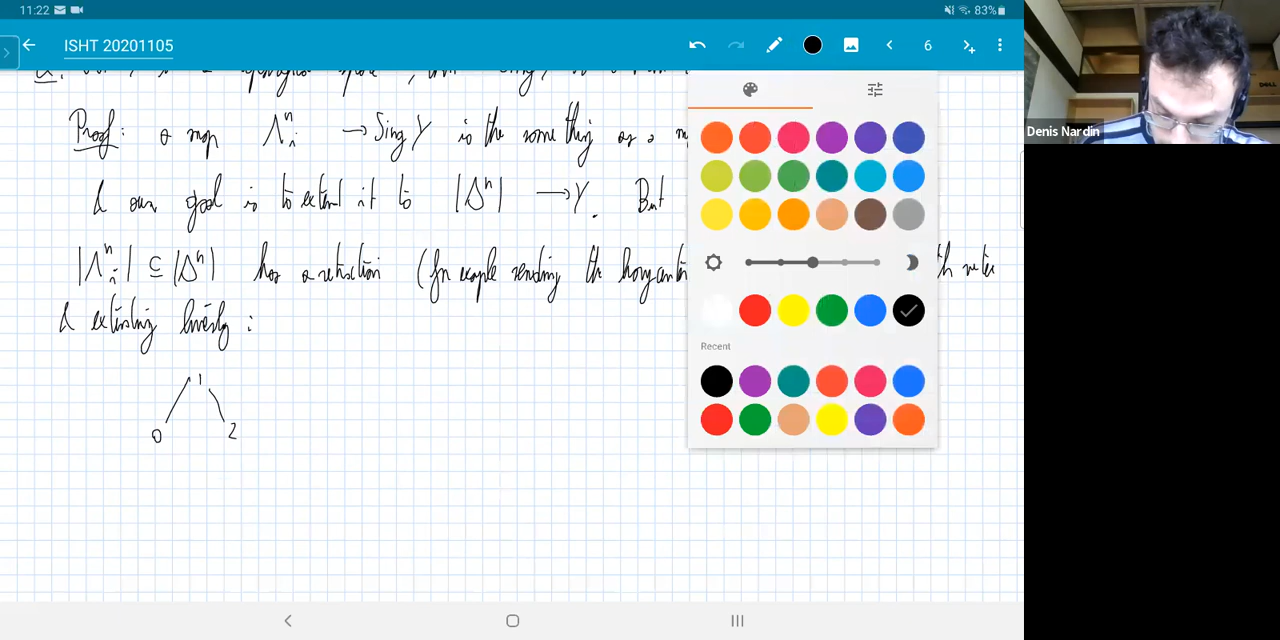 11:22
83%
ISHT 20201105
6
Denis Nardin
Proof: a map Λⁿᵢ → Sing Y is the same thing as a m
& our goal is to extend it to |Δⁿ| → Y. But
|Λⁿᵢ| ⊆ |Δⁿ| has a retraction (for example sending the
& extending linearly:
Recent
1
0 2